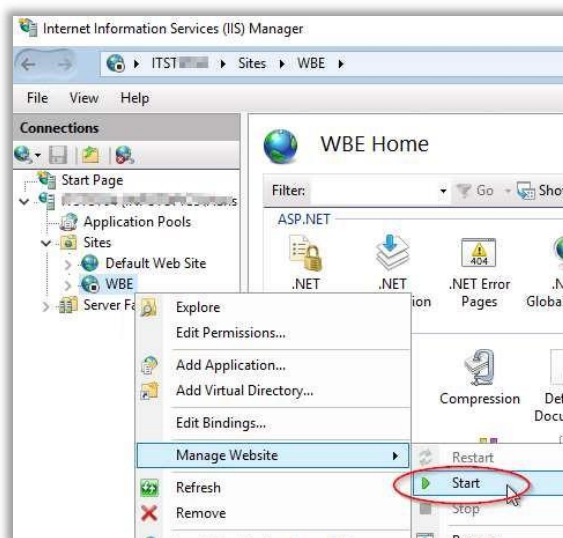 Internet Information Services (IIS) Manager
ITST
Sites
WBE
File View Help
Connections
Start Page
Application Pools
Sites
Default Web Site
WBE
Server Fa
WBE Home
Filter:
Go
Sho
ASP.NET
.NET
.NET
ion
.NET Error
Pages
404
.N
Globa
Compression
Def
Docu
Explore
Edit Permissions...
Add Application...
Add Virtual Directory...
Edit Bindings...
Manage Website
Refresh
Remove
Restart
Start
Stop